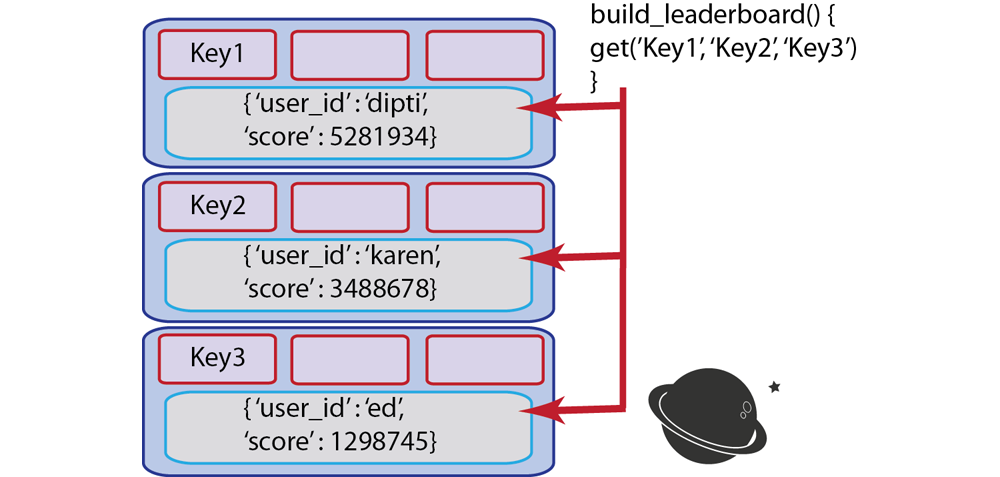 build_leaderboard() {
get(’Key1’, ‘Key2’, ‘Key3’)
}
Key1
{ ‘user_id’ : ‘dipti’,
‘score’ : 5281934}
Key2
{ ‘user_id’ : ‘karen’,
‘score’ : 3488678}
Key3
{ ‘user_id’ : ‘ed’,
‘score’ : 1298745}